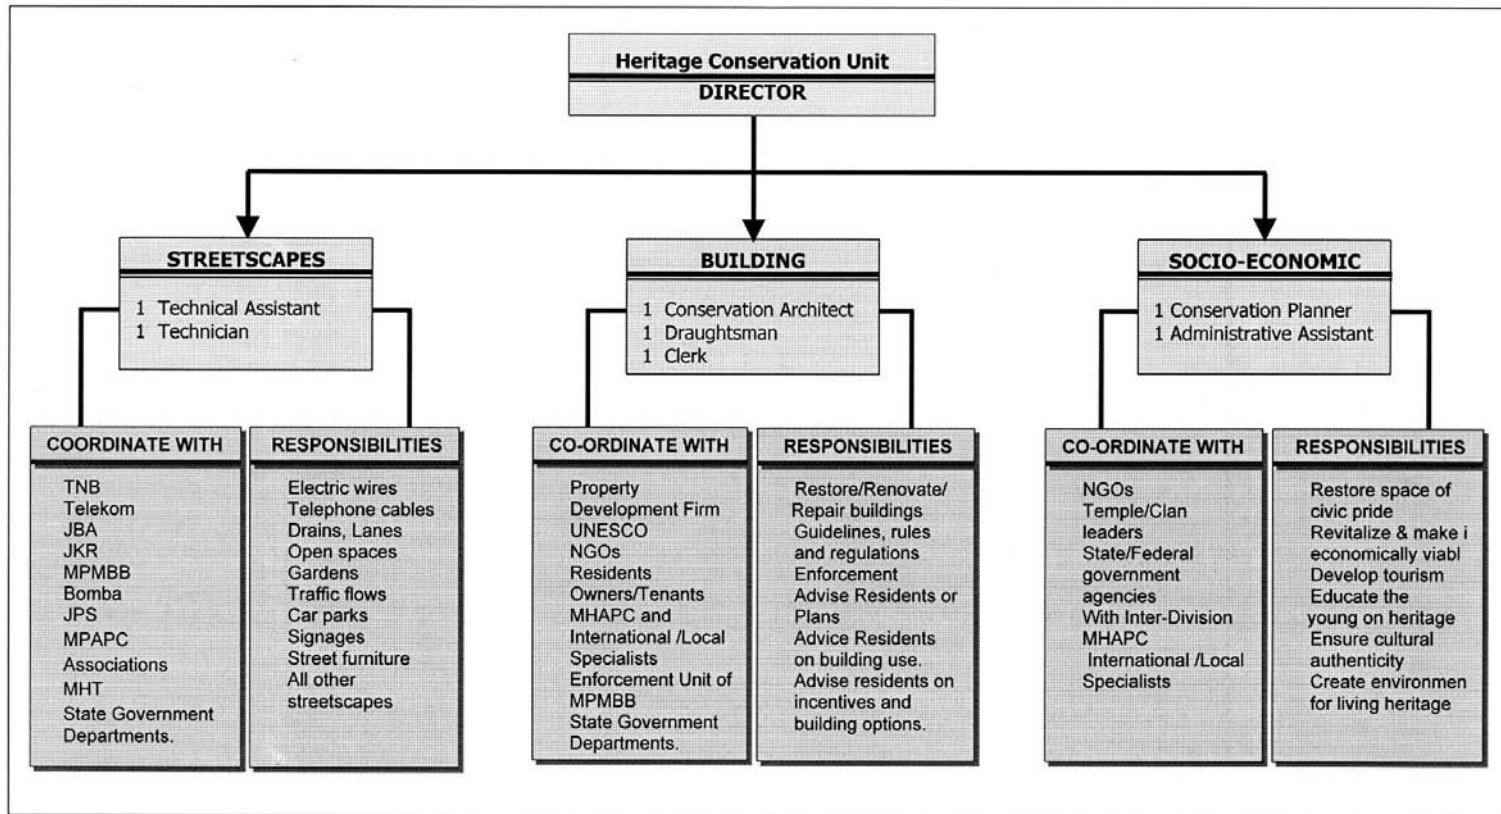 Heritage Conservation Unit
DIRECTOR
STREETSCAPES
1 Technical Assistant
1 Technician
COORDINATE WITH
TNB
Telekom
JBA
JKR
MPMBB
Bomba
JPS
MPAPC
Associations
MHT
State Government
Departments.
RESPONSIBILITIES
Electric wires
Telephone cables
Drains, Lanes
Open spaces
Gardens
Traffic flows
Car parks
Signages
Street furniture
All other
streetscapes
BUILDING
1 Conservation Architect
1 Draughtsman
1 Clerk
CO-ORDINATE WITH
Property
Development Firm
UNESCO
NGOs
Residents
Owners/Tenants
MHAPC and
International /Local
Specialists
Enforcement Unit of
MPMBB
State Government
Departments.
RESPONSIBILITIES
Restore/Renovate/
Repair buildings
Guidelines, rules
and regulations
Enforcement
Advise Residents or
Plans
Advice Residents
on building use.
Advise residents on
incentives and
building options.
SOCIO-ECONOMIC
1 Conservation Planner
1 Administrative Assistant
CO-ORDINATE WITH
NGOs
Temple/Clan
leaders
State/Federal
government
agencies
With Inter-Division
MHAPC
International /Local
Specialists
RESPONSIBILITIES
Restore space of
civic pride
Revitalize & make i
economically viabl
Develop tourism
Educate the
young on heritage
Ensure cultural
authenticity
Create environmen
for living heritage